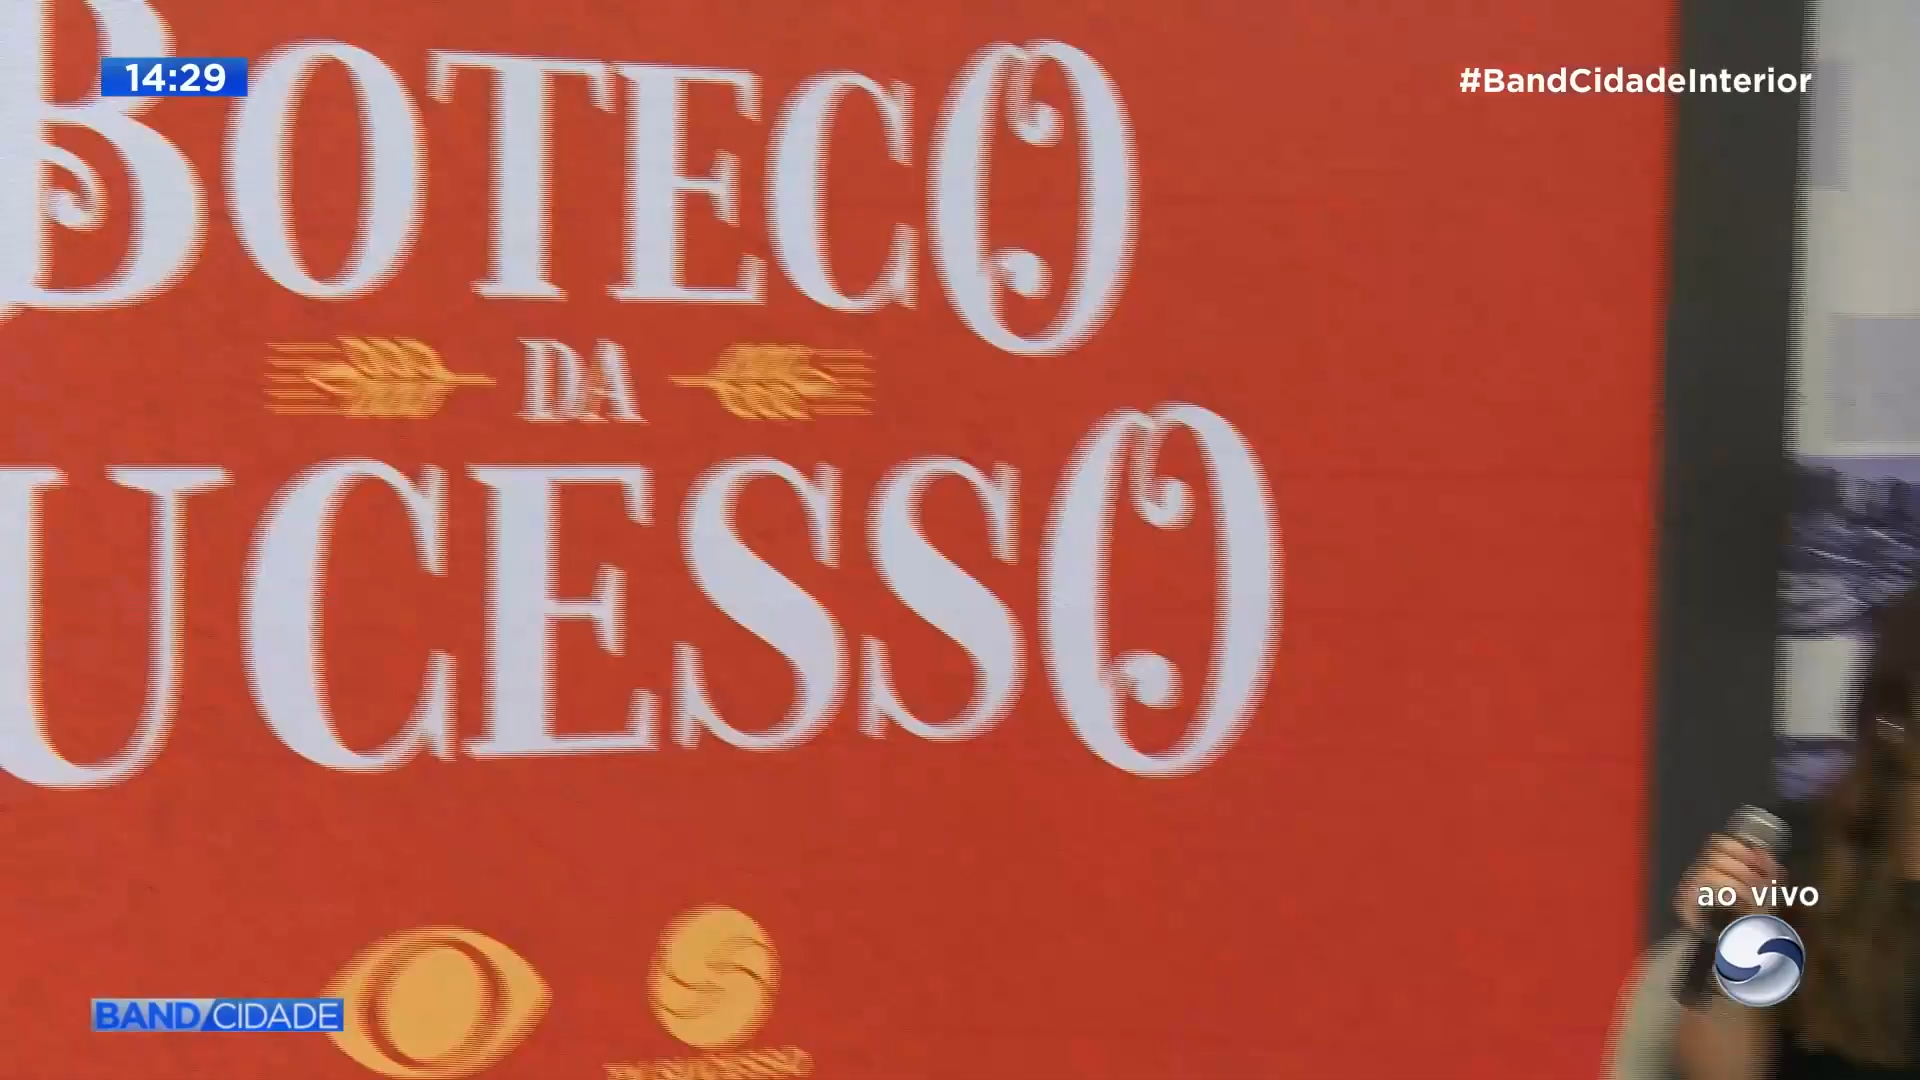 14:29
#BandCidadeInterior
BOTECO
DA
UCESSO
ao vivo
BAND/CIDADE